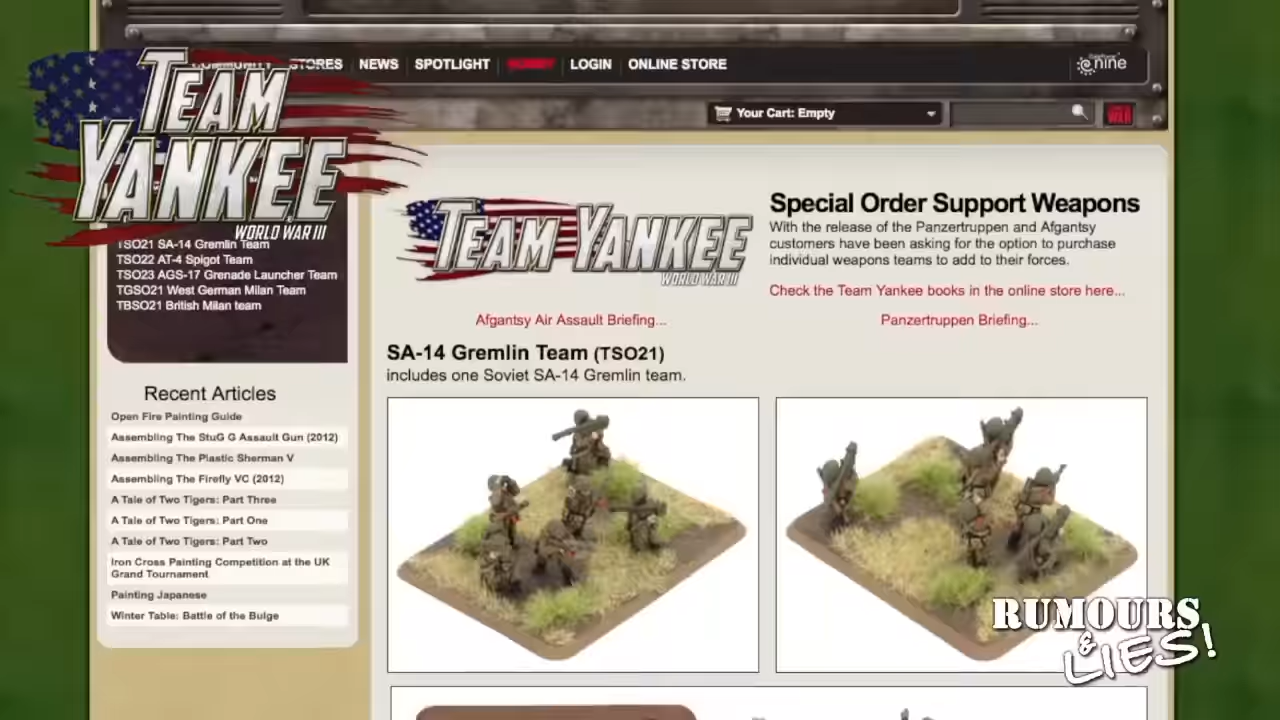 COMMUNITY
STORES
NEWS
SPOTLIGHT
HOBBY
LOGIN
ONLINE STORE
nine
Your Cart: Empty
TEAM
YANKEE
WORLD WAR III
TSO21 SA-14 Gremlin Team
TSO22 AT-4 Spigot Team
TSO23 AGS-17 Grenade Launcher Team
TGSO21 West German Milan Team
TBSO21 British Milan team
Recent Articles
Open Fire Painting Guide
Assembling The StuG G Assault Gun (2012)
Assembling The Plastic Sherman V
Assembling The Firefly VC (2012)
A Tale of Two Tigers: Part Three
A Tale of Two Tigers: Part One
A Tale of Two Tigers: Part Two
Iron Cross Painting Competition at the UK
Grand Tournament
Painting Japanese
Winter Table: Battle of the Bulge
TEAM YANKEE
WORLD WAR III
Special Order Support Weapons
With the release of the Panzertruppen and Afgantsy
customers have been asking for the option to purchase
individual weapons teams to add to their forces.
Check the Team Yankee books in the online store here...
Afgantsy Air Assault Briefing...
Panzertruppen Briefing...
SA-14 Gremlin Team (TSO21)
includes one Soviet SA-14 Gremlin team.
RUMOURS
&
LIES!